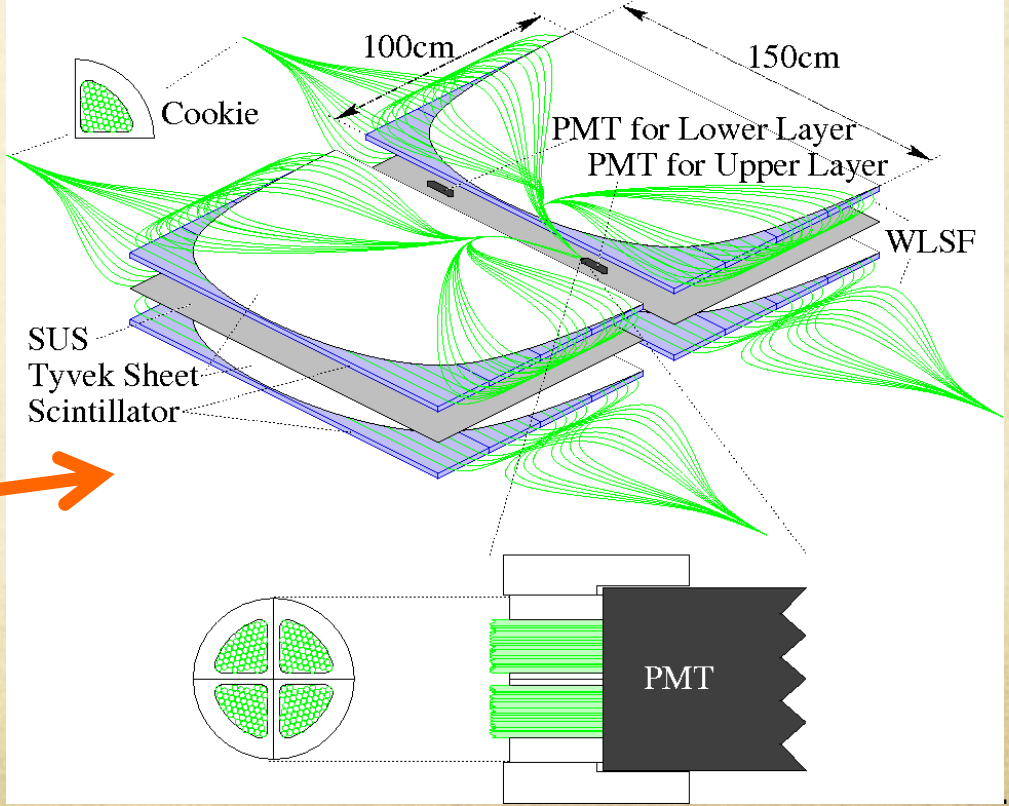 100cm
150cm
Cookie
PMT for Lower Layer
PMT for Upper Layer
WLSF
SUS
Tyvek Sheet
Scintillator
PMT